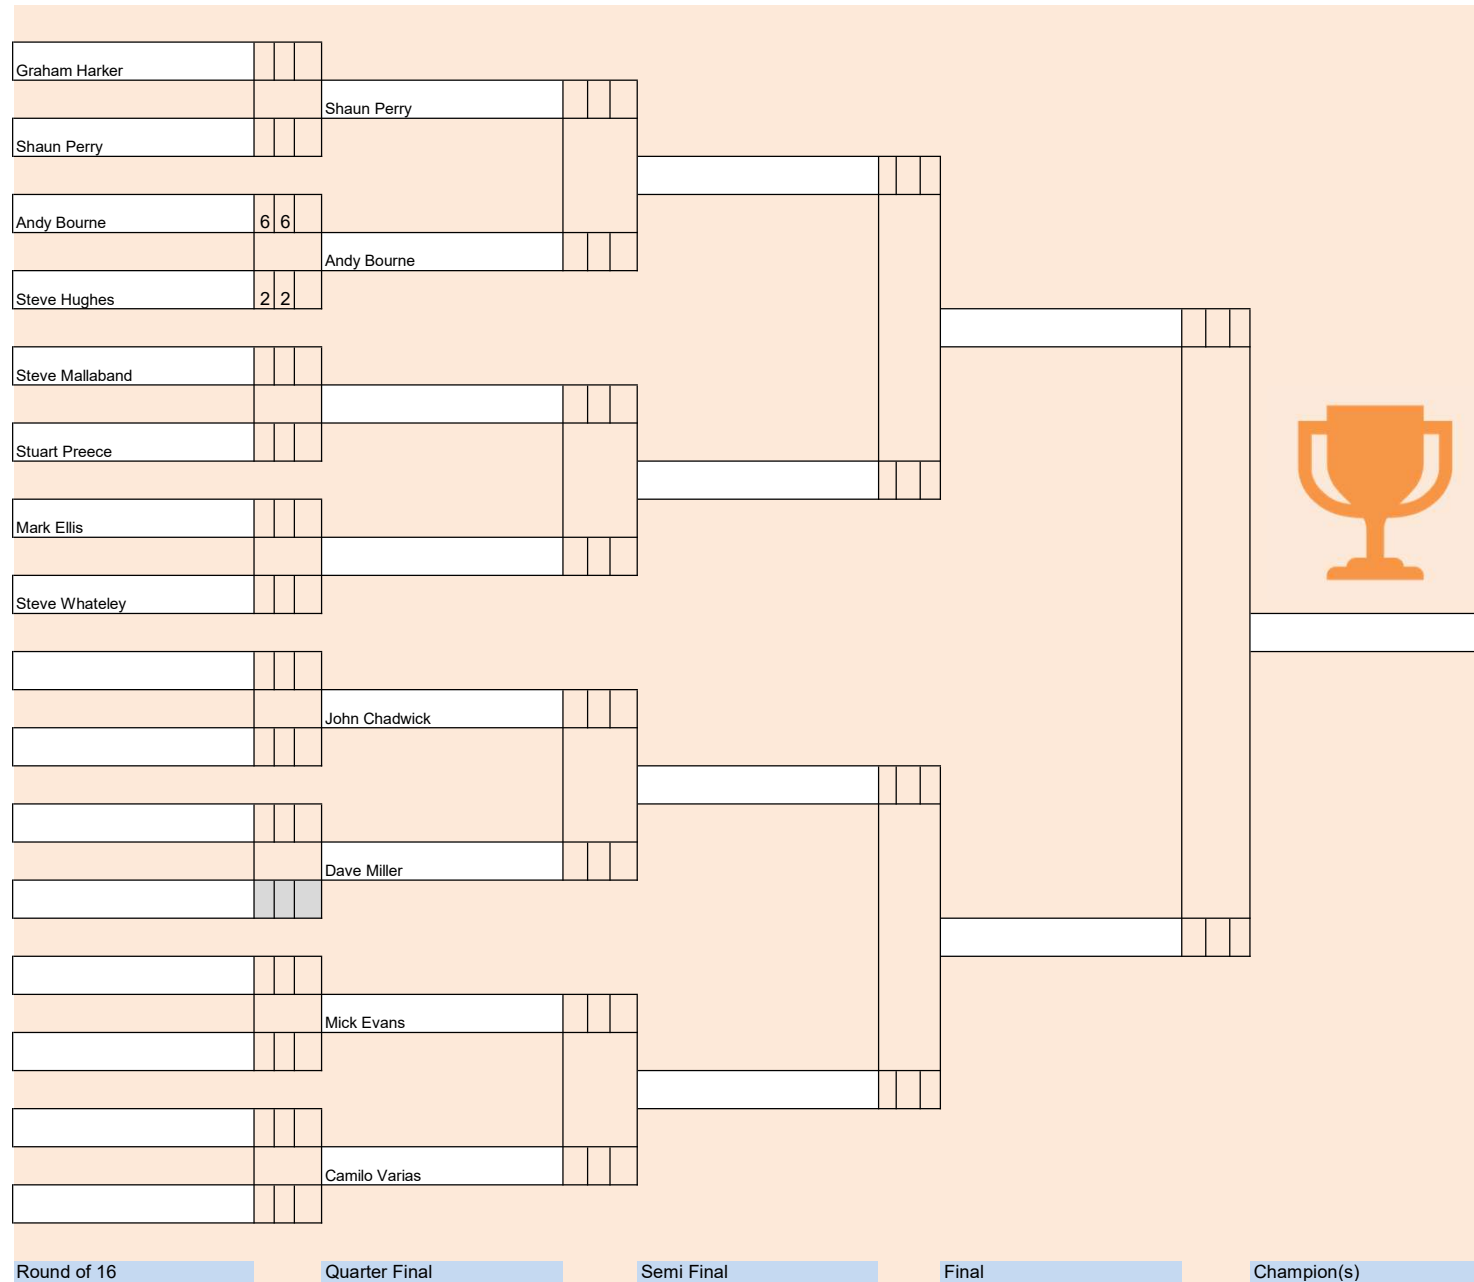 Graham Harker
Shaun Perry
Shaun Perry
Andy Bourne 6 6
Andy Bourne
Steve Hughes 2 2
Steve Mallaband
Stuart Preece
Mark Ellis
Steve Whateley
John Chadwick
Dave Miller
Mick Evans
Camilo Varias
Round of 16 Quarter Final Semi Final Final Champion(s)